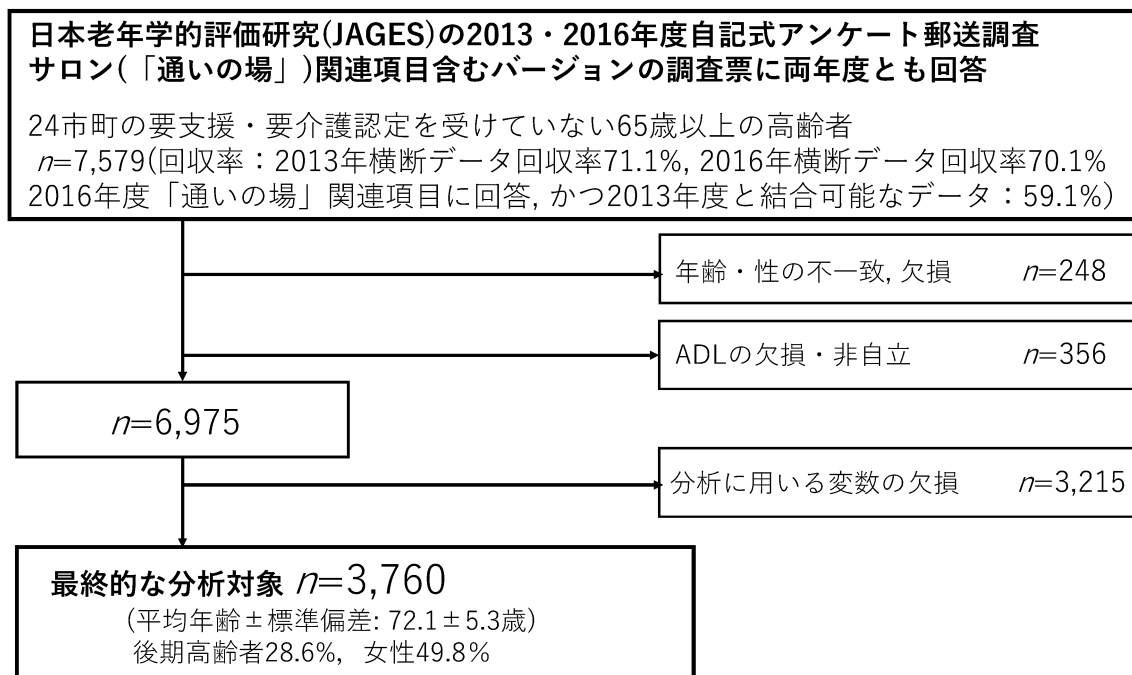 日本老年学的評価研究(JAGES)の2013・2016年度自記式アンケート郵送調査
サロン(「通いの場」)関連項目含むバージョンの調査票に両年度とも回答
24市町の要支援・要介護認定を受けていない65歳以上の高齢者
n=7,579(回収率：2013年横断データ回収率71.1%, 2016年横断データ回収率70.1%
2016年度「通いの場」関連項目に回答, かつ2013年度と結合可能なデータ：59.1%)
年齢・性の不一致, 欠損 n=248
ADLの欠損・非自立 n=356
n=6,975
分析に用いる変数の欠損 n=3,215
最終的な分析対象 n=3,760
(平均年齢±標準偏差: 72.1±5.3歳)
後期高齢者28.6%, 女性49.8%